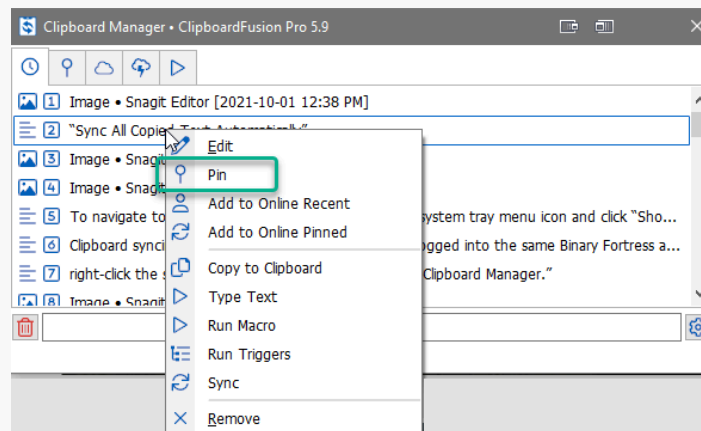 Clipboard Manager • ClipboardFusion Pro 5.9
1 Image • Snagit Editor [2021-10-01 12:38 PM]
2 “Sync All Copied Text Automatically”
3 Image • Snagit
4 Image • Snagit
5 To navigate to system tray menu icon and click “Sho...
6 Clipboard synci logged into the same Binary Fortress a...
7 right-click the s Clipboard Manager.”
8 Image • Snagit
Edit
Pin
Add to Online Recent
Add to Online Pinned
Copy to Clipboard
Type Text
Run Macro
Run Triggers
Sync
Remove